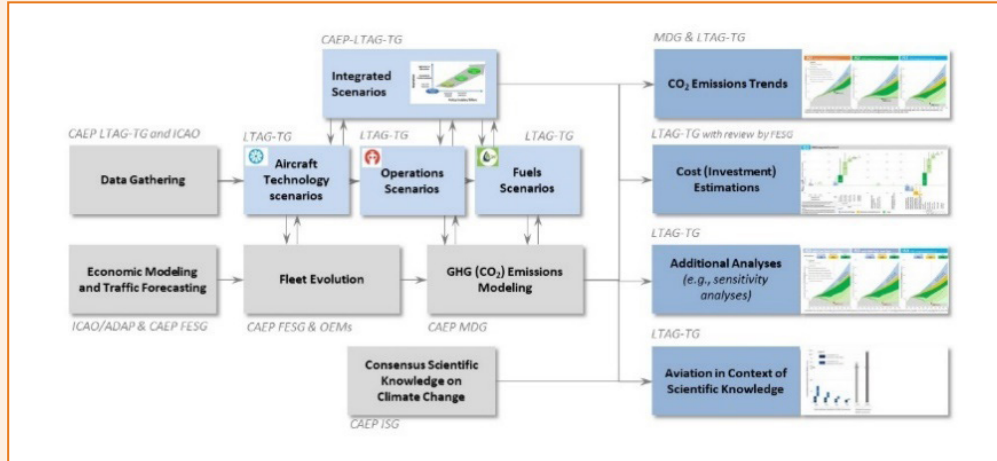 CAEP-LTAG-TG
MDG & LTAG-TG
Integrated
Scenarios
CO₂ Emissions Trends
CAEP LTAG-TG and ICAO
LTAG-TG
LTAG-TG
LTAG-TG
LTAG-TG with review by FESG
Data Gathering
Aircraft
Technology
scenarios
Operations
Scenarios
Fuels
Scenarios
Cost (Investment)
Estimations
LTAG-TG
Economic Modeling
and Traffic Forecasting
Fleet Evolution
GHG (CO₂) Emissions
Modeling
Additional Analyses
(e.g., sensitivity
analyses)
ICAO/ADAP & CAEP FESG
CAEP FESG & OEMs
CAEP MDG
LTAG-TG
Consensus Scientific
Knowledge on
Climate Change
Aviation in Context of
Scientific Knowledge
CAEP ISG